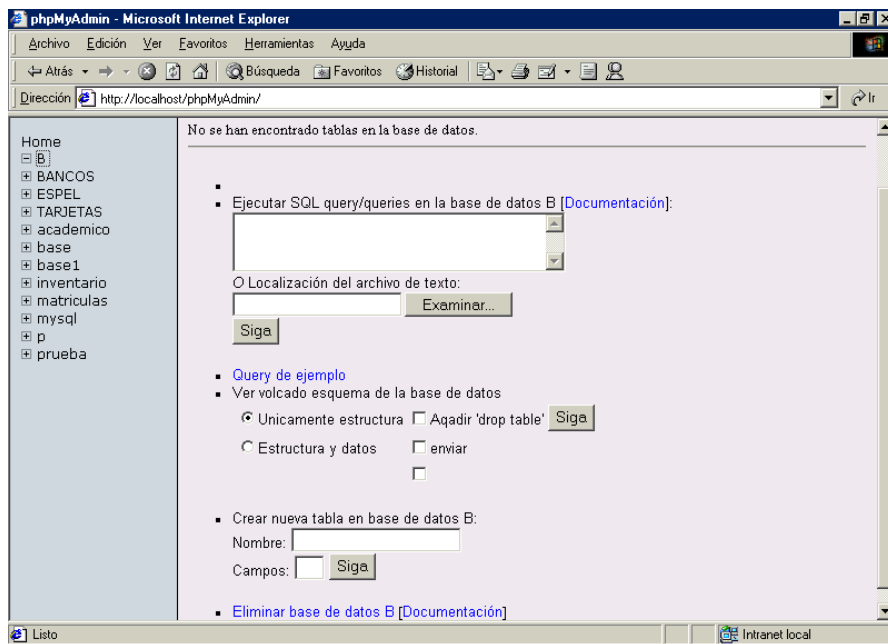 phpMyAdmin - Microsoft Internet Explorer
Archivo Edición Ver Favoritos Herramientas Ayuda
Atrás Búsqueda Favoritos Historial
Dirección http://localhost/phpMyAdmin/ Ir
Home
B
BANCOS
ESPEL
TARJETAS
academico
base
base1
inventario
matriculas
mysql
p
prueba
No se han encontrado tablas en la base de datos.
Ejecutar SQL query/queries en la base de datos B [Documentación]:
O Localización del archivo de texto:
Examinar...
Siga
Query de ejemplo
Ver volcado esquema de la base de datos
Unicamente estructura Aqadir 'drop table' Siga
Estructura y datos enviar
Crear nueva tabla en base de datos B:
Nombre:
Campos: Siga
Eliminar base de datos B [Documentación]
Listo Intranet local